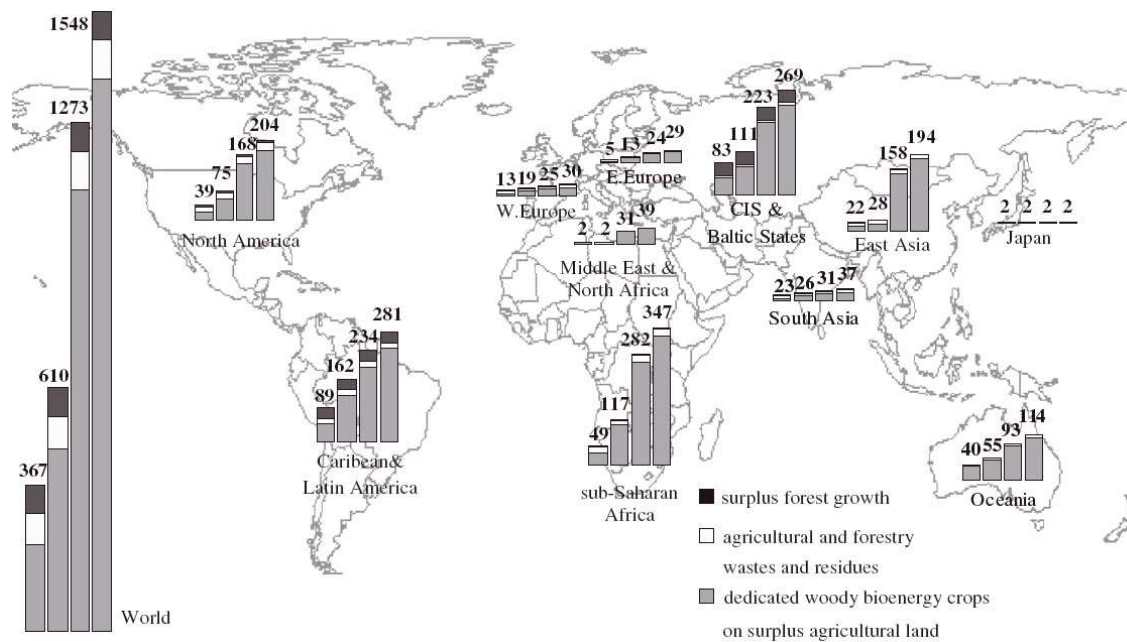 1548
1273
610
367
World
39
75
168
204
North America
89
162
234
281
Caribean&
Latin America
13 19 25 30
W.Europe
5 13 24 29
E.Europe
2 2 31 39
Middle East &
North Africa
49
117
282
347
sub-Saharan
Africa
83
111
223
269
CIS &
Baltic States
22 28
158
194
East Asia
2 2 2 2
Japan
23 26 31 37
South Asia
40 55 93 114
Oceania
surplus forest growth
agricultural and forestry
wastes and residues
dedicated woody bioenergy crops
on surplus agricultural land